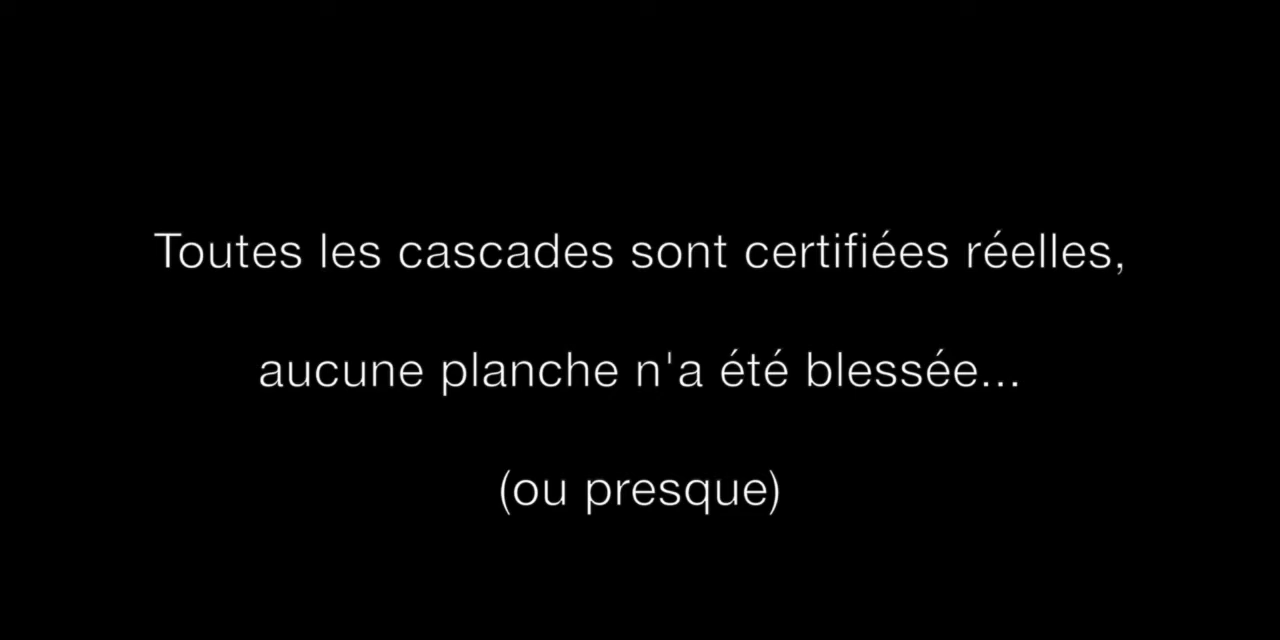 Toutes les cascades sont certifiées réelles,
aucune planche n'a été blessée...
(ou presque)